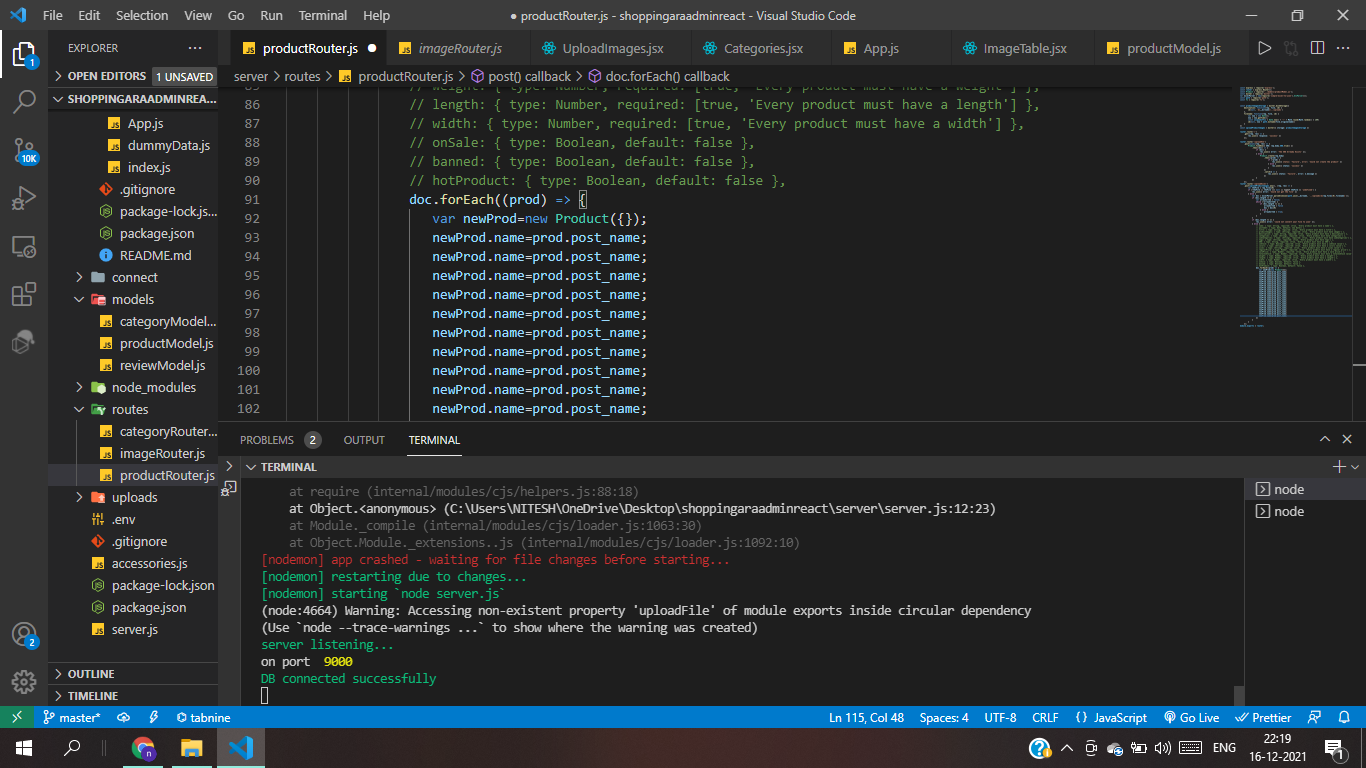 File Edit Selection View Go Run Terminal Help
● productRouter.js - shoppingaraadminreact - Visual Studio Code
EXPLORER ...
productRouter.js imageRouter.js UploadImages.jsx Categories.jsx App.js ImageTable.jsx productModel.js
OPEN EDITORS 1 UNSAVED
server > routes > productRouter.js > post() callback > doc.forEach() callback
SHOPPINGARAADMINREA...
App.js
dummyData.js
index.js
.gitignore
package-lock.js...
package.json
README.md
connect
models
categoryModel...
productModel.js
reviewModel.js
node_modules
routes
categoryRouter...
imageRouter.js
productRouter.js
uploads
.env
.gitignore
accessories.js
package-lock.json
package.json
server.js
OUTLINE
TIMELINE
1
10K
2
85 // weight: { type: Number, required: [true, 'Every product must have a weight'] },
86 // length: { type: Number, required: [true, 'Every product must have a length'] },
87 // width: { type: Number, required: [true, 'Every product must have a width'] },
88 // onSale: { type: Boolean, default: false },
89 // banned: { type: Boolean, default: false },
90 // hotProduct: { type: Boolean, default: false },
91 doc.forEach((prod) => {
92 var newProd=new Product({});
93 newProd.name=prod.post_name;
94 newProd.name=prod.post_name;
95 newProd.name=prod.post_name;
96 newProd.name=prod.post_name;
97 newProd.name=prod.post_name;
98 newProd.name=prod.post_name;
99 newProd.name=prod.post_name;
100 newProd.name=prod.post_name;
101 newProd.name=prod.post_name;
102 newProd.name=prod.post_name;
PROBLEMS 2 OUTPUT TERMINAL
TERMINAL
at require (internal/modules/cjs/helpers.js:88:18)
at Object.<anonymous> (C:\Users\NITESH\OneDrive\Desktop\shoppingaraadminreact\server\server.js:12:23)
at Module._compile (internal/modules/cjs/loader.js:1063:30)
at Object.Module._extensions..js (internal/modules/cjs/loader.js:1092:10)
[nodemon] app crashed - waiting for file changes before starting...
[nodemon] restarting due to changes...
[nodemon] starting `node server.js`
(node:4664) Warning: Accessing non-existent property 'uploadFile' of module exports inside circular dependency
(Use `node --trace-warnings ...` to show where the warning was created)
server listening...
on port 9000
DB connected successfully
node
node
master* tabnine
Ln 115, Col 48 Spaces: 4 UTF-8 CRLF {} JavaScript Go Live Prettier
n
ENG
22:19
16-12-2021
1